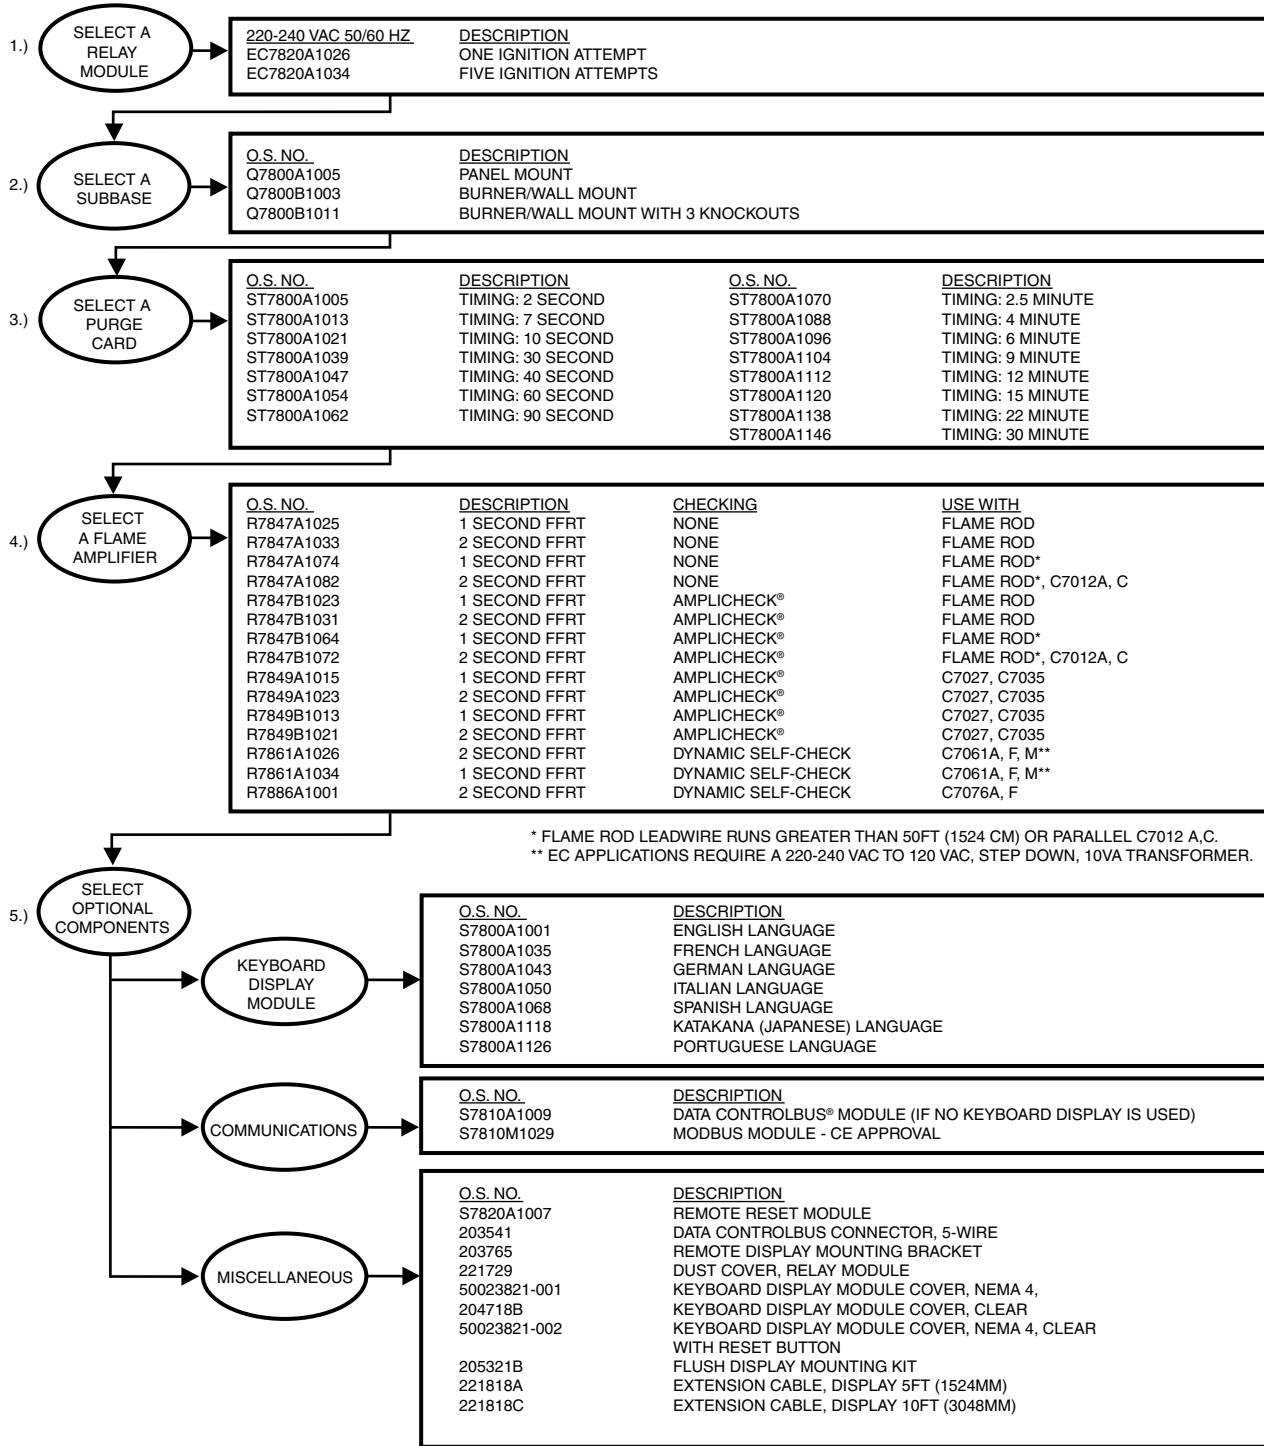 1.)
SELECT A
RELAY
MODULE
220-240 VAC 50/60 HZ DESCRIPTION
EC7820A1026 ONE IGNITION ATTEMPT
EC7820A1034 FIVE IGNITION ATTEMPTS
2.)
SELECT A
SUBBASE
O.S. NO. DESCRIPTION
Q7800A1005 PANEL MOUNT
Q7800B1003 BURNER/WALL MOUNT
Q7800B1011 BURNER/WALL MOUNT WITH 3 KNOCKOUTS
3.)
SELECT A
PURGE
CARD
O.S. NO. DESCRIPTION O.S. NO. DESCRIPTION
ST7800A1005 TIMING: 2 SECOND ST7800A1070 TIMING: 2.5 MINUTE
ST7800A1013 TIMING: 7 SECOND ST7800A1088 TIMING: 4 MINUTE
ST7800A1021 TIMING: 10 SECOND ST7800A1096 TIMING: 6 MINUTE
ST7800A1039 TIMING: 30 SECOND ST7800A1104 TIMING: 9 MINUTE
ST7800A1047 TIMING: 40 SECOND ST7800A1112 TIMING: 12 MINUTE
ST7800A1054 TIMING: 60 SECOND ST7800A1120 TIMING: 15 MINUTE
ST7800A1062 TIMING: 90 SECOND ST7800A1138 TIMING: 22 MINUTE
ST7800A1146 TIMING: 30 MINUTE
4.)
SELECT
A FLAME
AMPLIFIER
O.S. NO. DESCRIPTION CHECKING USE WITH
R7847A1025 1 SECOND FFRT NONE FLAME ROD
R7847A1033 2 SECOND FFRT NONE FLAME ROD
R7847A1074 1 SECOND FFRT NONE FLAME ROD*
R7847A1082 2 SECOND FFRT NONE FLAME ROD*, C7012A, C
R7847B1023 1 SECOND FFRT AMPLICHECK® FLAME ROD
R7847B1031 2 SECOND FFRT AMPLICHECK® FLAME ROD
R7847B1064 1 SECOND FFRT AMPLICHECK® FLAME ROD*
R7847B1072 2 SECOND FFRT AMPLICHECK® FLAME ROD*, C7012A, C
R7849A1015 1 SECOND FFRT AMPLICHECK® C7027, C7035
R7849A1023 2 SECOND FFRT AMPLICHECK® C7027, C7035
R7849B1013 1 SECOND FFRT AMPLICHECK® C7027, C7035
R7849B1021 2 SECOND FFRT AMPLICHECK® C7027, C7035
R7861A1026 2 SECOND FFRT DYNAMIC SELF-CHECK C7061A, F, M**
R7861A1034 1 SECOND FFRT DYNAMIC SELF-CHECK C7061A, F, M**
R7886A1001 2 SECOND FFRT DYNAMIC SELF-CHECK C7076A, F
* FLAME ROD LEADWIRE RUNS GREATER THAN 50FT (1524 CM) OR PARALLEL C7012 A,C.
** EC APPLICATIONS REQUIRE A 220-240 VAC TO 120 VAC, STEP DOWN, 10VA TRANSFORMER.
5.)
SELECT
OPTIONAL
COMPONENTS
KEYBOARD
DISPLAY
MODULE
O.S. NO. DESCRIPTION
S7800A1001 ENGLISH LANGUAGE
S7800A1035 FRENCH LANGUAGE
S7800A1043 GERMAN LANGUAGE
S7800A1050 ITALIAN LANGUAGE
S7800A1068 SPANISH LANGUAGE
S7800A1118 KATAKANA (JAPANESE) LANGUAGE
S7800A1126 PORTUGUESE LANGUAGE
COMMUNICATIONS
O.S. NO. DESCRIPTION
S7810A1009 DATA CONTROLBUS® MODULE (IF NO KEYBOARD DISPLAY IS USED)
S7810M1029 MODBUS MODULE - CE APPROVAL
MISCELLANEOUS
O.S. NO. DESCRIPTION
S7820A1007 REMOTE RESET MODULE
203541 DATA CONTROLBUS CONNECTOR, 5-WIRE
203765 REMOTE DISPLAY MOUNTING BRACKET
221729 DUST COVER, RELAY MODULE
50023821-001 KEYBOARD DISPLAY MODULE COVER, NEMA 4,
204718B KEYBOARD DISPLAY MODULE COVER, CLEAR
50023821-002 KEYBOARD DISPLAY MODULE COVER, NEMA 4, CLEAR
WITH RESET BUTTON
205321B FLUSH DISPLAY MOUNTING KIT
221818A EXTENSION CABLE, DISPLAY 5FT (1524MM)
221818C EXTENSION CABLE, DISPLAY 10FT (3048MM)